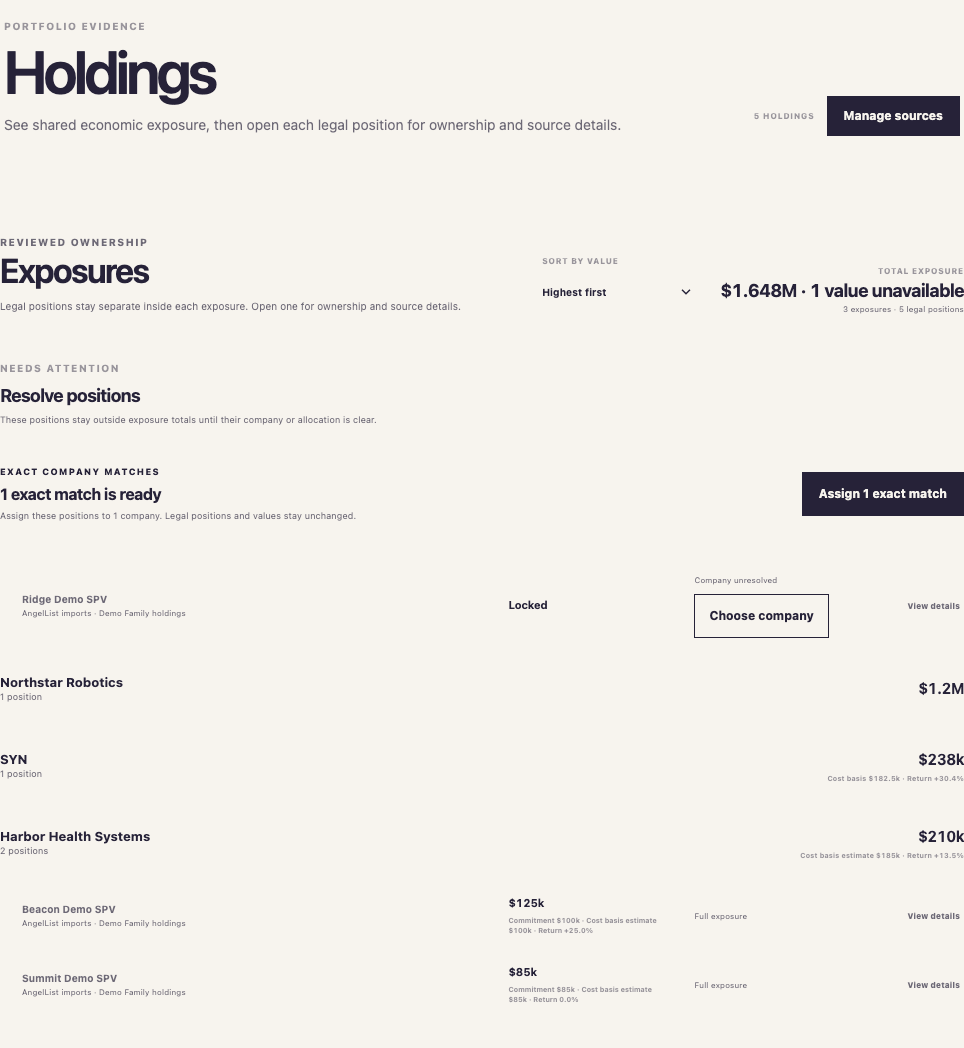 PORTFOLIO EVIDENCE
Holdings
See shared economic exposure, then open each legal position for ownership and source details.
5 HOLDINGS
Manage sources
REVIEWED OWNERSHIP
Exposures
Legal positions stay separate inside each exposure. Open one for ownership and source details.
SORT BY VALUE
Highest first
TOTAL EXPOSURE
$1.648M · 1 value unavailable
3 exposures · 5 legal positions
NEEDS ATTENTION
Resolve positions
These positions stay outside exposure totals until their company or allocation is clear.
EXACT COMPANY MATCHES
1 exact match is ready
Assign these positions to 1 company. Legal positions and values stay unchanged.
Assign 1 exact match
Ridge Demo SPV
AngelList imports · Demo Family holdings
Locked
Company unresolved
Choose company
View details
Northstar Robotics
1 position
$1.2M
SYN
1 position
$238k
Cost basis $182.5k · Return +30.4%
Harbor Health Systems
2 positions
$210k
Cost basis estimate $185k · Return +13.5%
Beacon Demo SPV
AngelList imports · Demo Family holdings
$125k
Commitment $100k · Cost basis estimate
$100k · Return +25.0%
Full exposure
View details
Summit Demo SPV
AngelList imports · Demo Family holdings
$85k
Commitment $85k · Cost basis estimate
$85k · Return 0.0%
Full exposure
View details